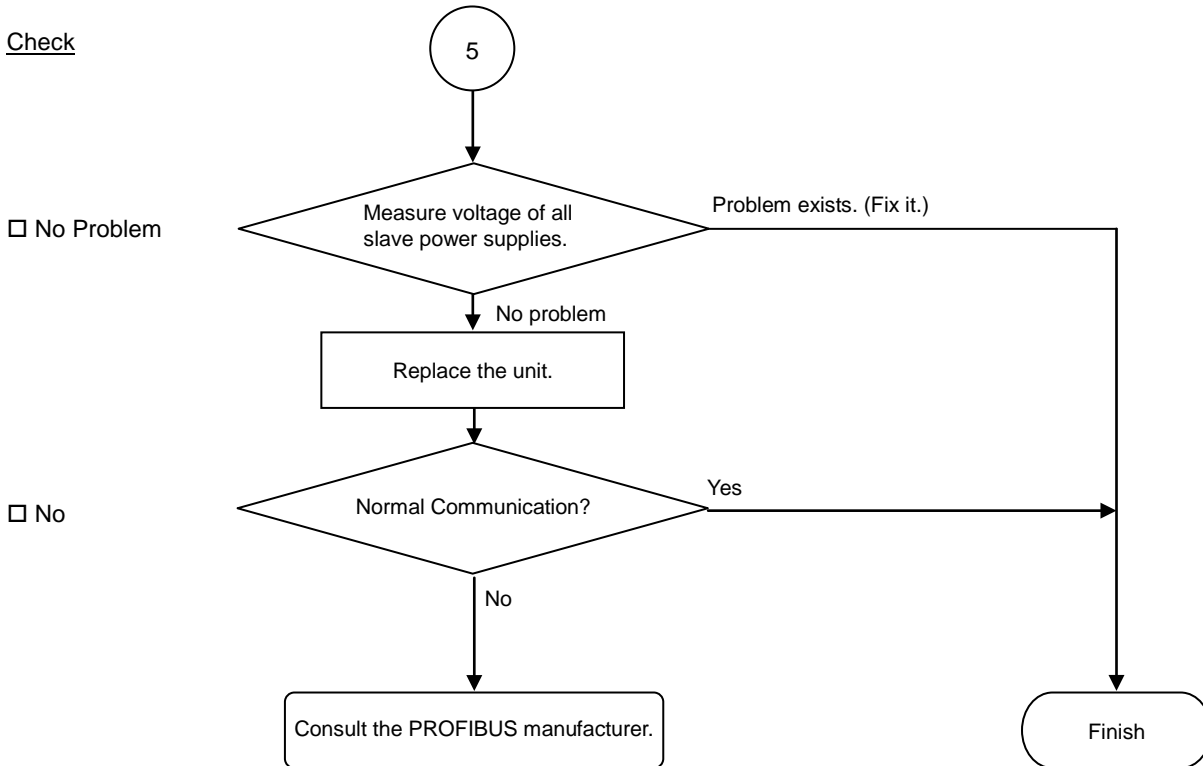 Check
5
Measure voltage of all
slave power supplies.
Problem exists. (Fix it.)
□ No Problem
No problem
Replace the unit.
Normal Communication?
Yes
□ No
No
Consult the PROFIBUS manufacturer.
Finish